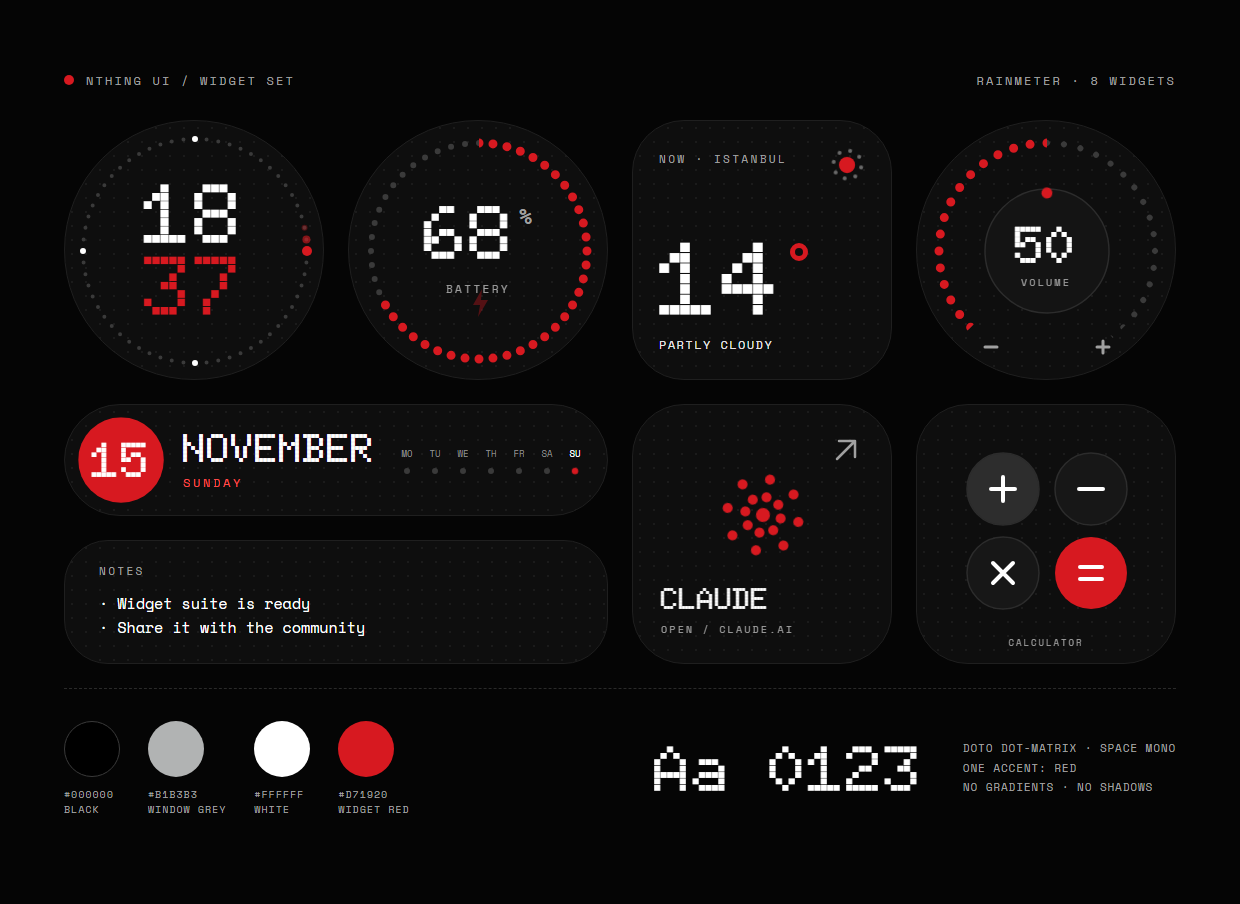 NTHING UI / WIDGET SET
RAINMETER · 8 WIDGETS
18
37
68%
BATTERY
NOW · ISTANBUL
14°
PARTLY CLOUDY
50
VOLUME
− +
15
NOVEMBER
SUNDAY
MO TU WE TH FR SA SU
NOTES
· Widget suite is ready
· Share it with the community
CLAUDE
OPEN / CLAUDE.AI
+ −
× =
CALCULATOR
#000000
BLACK
#B1B3B3
WINDOW GREY
#FFFFFF
WHITE
#D71920
WIDGET RED
Aa 0123
DOTO DOT-MATRIX · SPACE MONO
ONE ACCENT: RED
NO GRADIENTS · NO SHADOWS